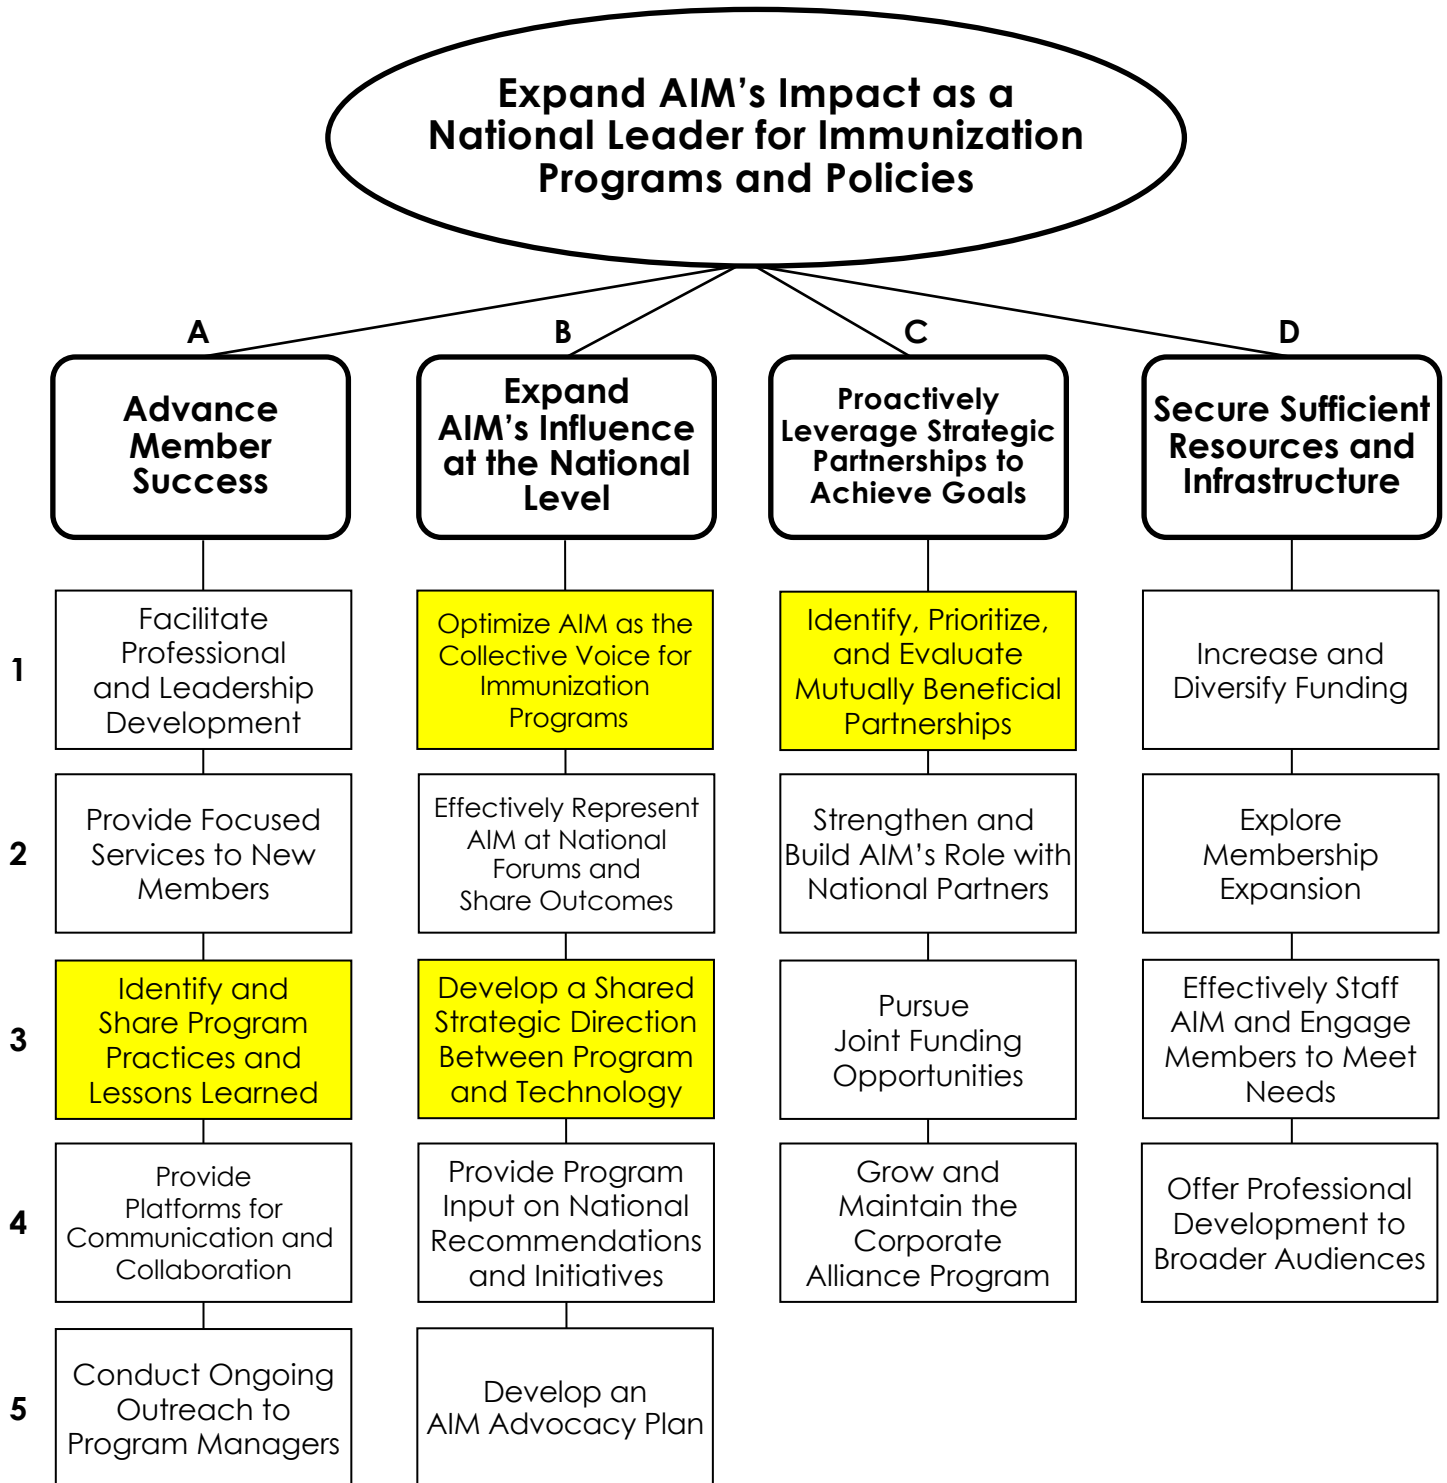 Expand AIM’s Impact as a
National Leader for Immunization
Programs and Policies
A
B
C
D
Advance
Member
Success
Expand
AIM’s Influence
at the National
Level
Proactively
Leverage Strategic
Partnerships to
Achieve Goals
Secure Sufficient
Resources and
Infrastructure
1
Facilitate
Professional
and Leadership
Development
Optimize AIM as the
Collective Voice for
Immunization
Programs
Identify, Prioritize,
and Evaluate
Mutually Beneficial
Partnerships
Increase and
Diversify Funding
2
Provide Focused
Services to New
Members
Effectively Represent
AIM at National
Forums and
Share Outcomes
Strengthen and
Build AIM’s Role with
National Partners
Explore
Membership
Expansion
3
Identify and
Share Program
Practices and
Lessons Learned
Develop a Shared
Strategic Direction
Between Program
and Technology
Pursue
Joint Funding
Opportunities
Effectively Staff
AIM and Engage
Members to Meet
Needs
4
Provide
Platforms for
Communication and
Collaboration
Provide Program
Input on National
Recommendations
and Initiatives
Grow and
Maintain the
Corporate
Alliance Program
Offer Professional
Development to
Broader Audiences
5
Conduct Ongoing
Outreach to
Program Managers
Develop an
AIM Advocacy Plan